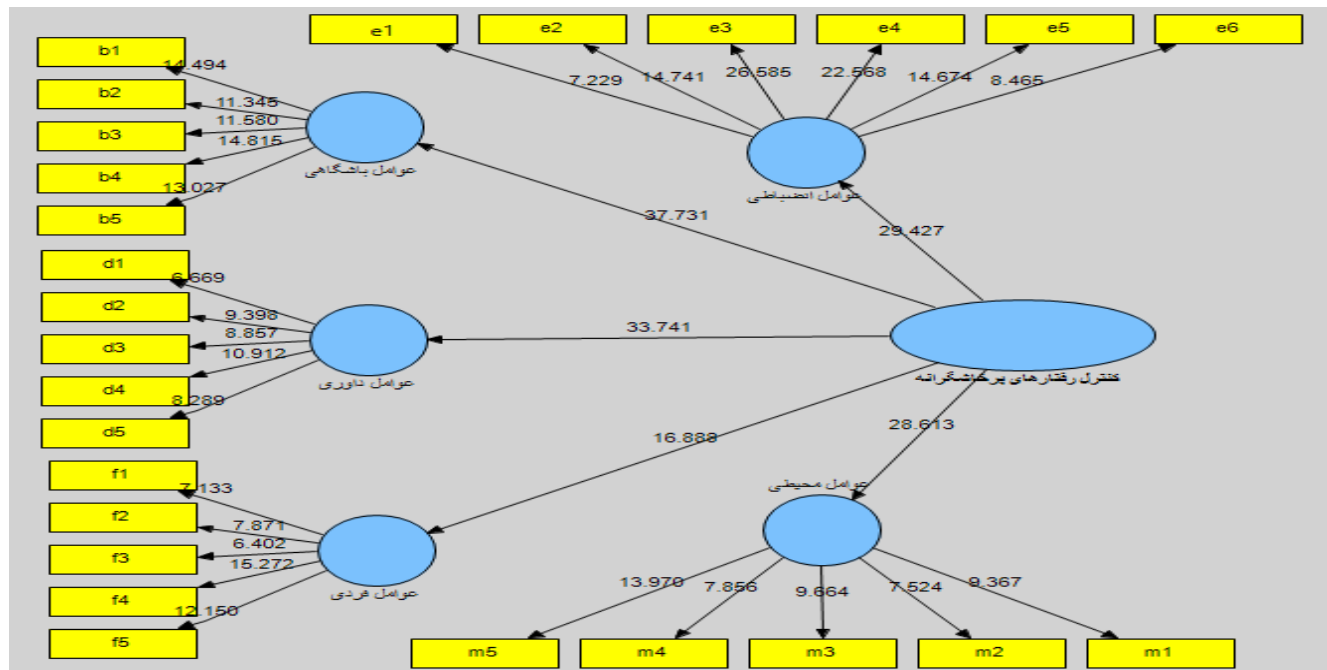 e1
e2
e3
e4
e5
e6
7.229
14.741
26.585
22.568
14.674
8.465
عوامل انضباطی
b1
b2
b3
b4
b5
14.494
11.345
11.580
14.815
13.027
عوامل باشگاهی
37.731
29.427
d1
d2
d3
d4
d5
6.669
9.398
8.857
10.912
8.289
عوامل داوری
33.741
کنترل رفتارهای پرخاشگرانه
16.888
28.613
f1
f2
f3
f4
f5
7.133
7.871
6.402
15.272
12.150
عوامل فردی
عوامل محیطی
13.970
7.856
9.664
7.524
9.367
m5
m4
m3
m2
m1